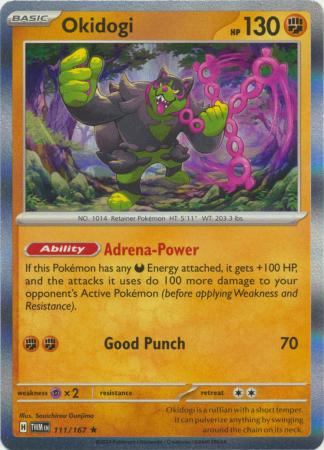 BASIC
Okidogi
HP 130
NO. 1014 Retainer Pokémon HT: 5'11" WT: 203.3 lbs
Ability Adrena-Power
If this Pokémon has any Energy attached, it gets +100 HP,
and the attacks it uses do 100 more damage to your
opponent's Active Pokémon (before applying Weakness and
Resistance).
Good Punch 70
weakness ×2 resistance retreat
Illus. Souichirou Gunjima
H TWM EN 111/167 ★
Okidogi is a ruffian with a short temper.
It can pulverize anything by swinging
around the chain on its neck.
©2024 Pokémon / Nintendo / Creatures / GAME FREAK